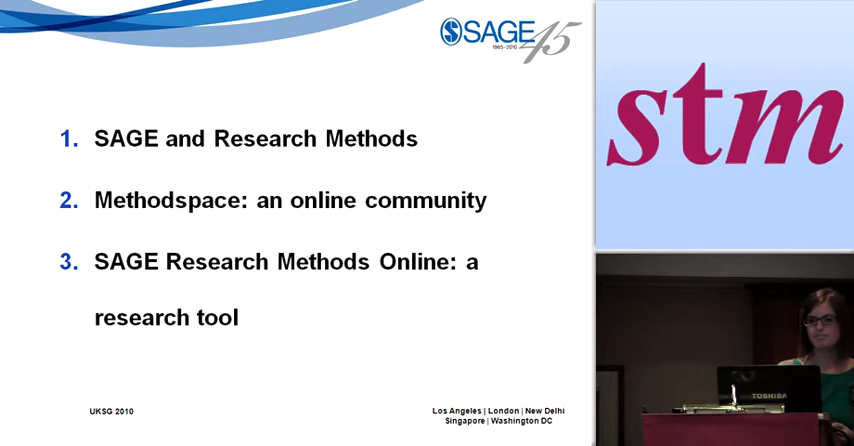 SAGE 45
1965-2010
1. SAGE and Research Methods
2. Methodspace: an online community
3. SAGE Research Methods Online: a
research tool
UKSG 2010
Los Angeles | London | New Delhi
Singapore | Washington DC
stm
TOSHIBA